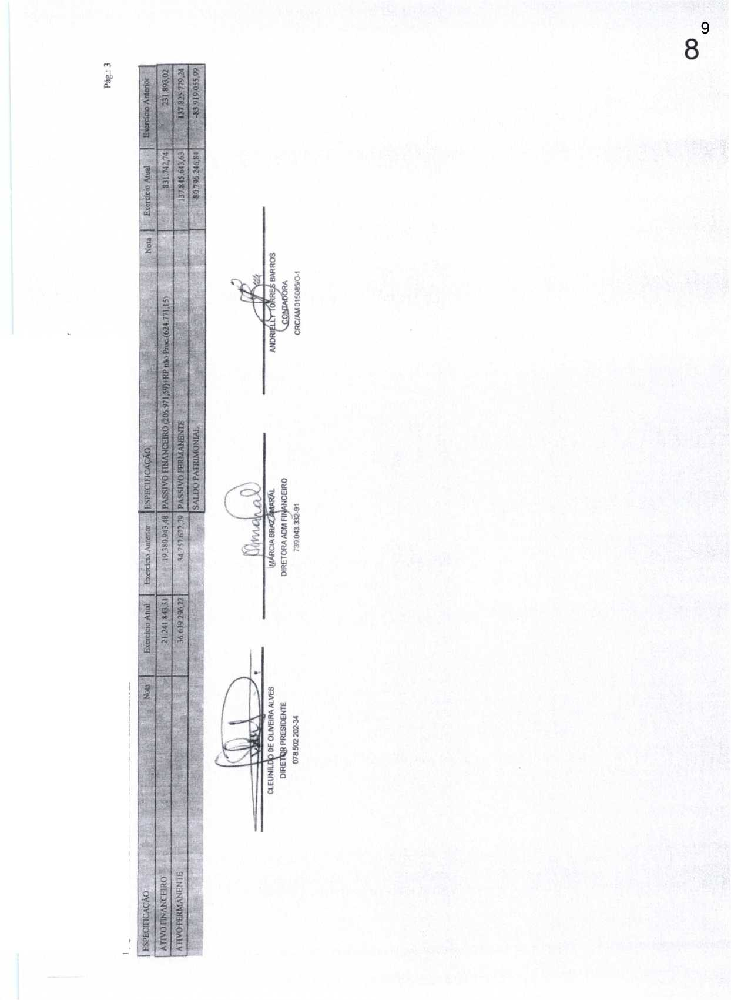 9
8
Pág.: 3
ESPECIFICAÇÃO Nota Exercício Atual Exercício Anterior ESPECIFICAÇÃO Nota Exercício Atual Exercício Anterior
ATIVO FINANCEIRO 21.241.843,31 19.380.943,48 PASSIVO FINANCEIRO (206.971,59)+RP não Proc.(624.771,15) 831.742,74 231.893,02
ATIVO PERMANENTE 36.639.296,22 34.757.672,79 PASSIVO PERMANENTE 137.845.643,63 137.825.779,24
SALDO PATRIMONIAL -80.796.246,84 -83.919.055,99
CLEUNILDO DE OLIVEIRA ALVES
DIRETOR PRESIDENTE
078.502.202-34
MÁRCIA BRAZ AMARAL
DIRETORA ADM FINANCEIRO
739.043.332-91
ANDRIELLY TORRES BARROS
CONTADORA
CRC/AM 015085/O-1